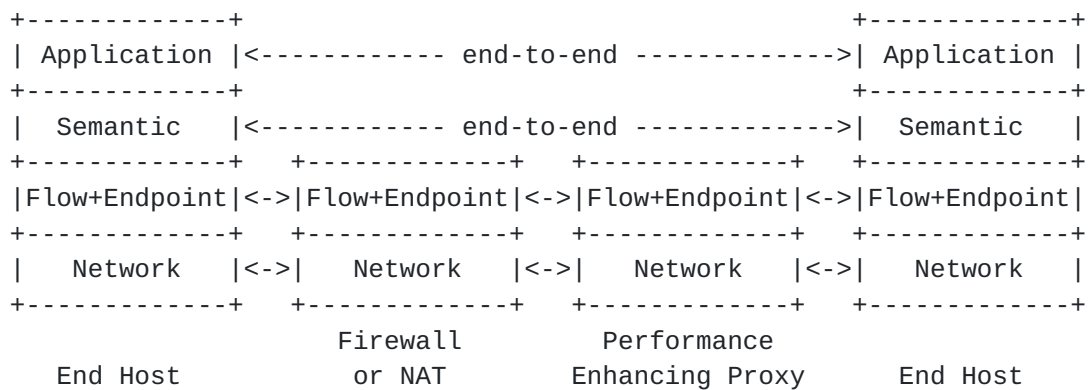 +-------------+                                    +-------------+
| Application |<------------ end-to-end ------------->| Application |
+-------------+                                    +-------------+
|  Semantic   |<------------ end-to-end ------------->|  Semantic   |
+-------------+   +-------------+   +-------------+   +-------------+
|Flow+Endpoint|<->|Flow+Endpoint|<->|Flow+Endpoint|<->|Flow+Endpoint|
+-------------+   +-------------+   +-------------+   +-------------+
|   Network   |<->|   Network   |<->|   Network   |<->|   Network   |
+-------------+   +-------------+   +-------------+   +-------------+
                     Firewall         Performance
   End Host           or NAT        Enhancing Proxy      End Host